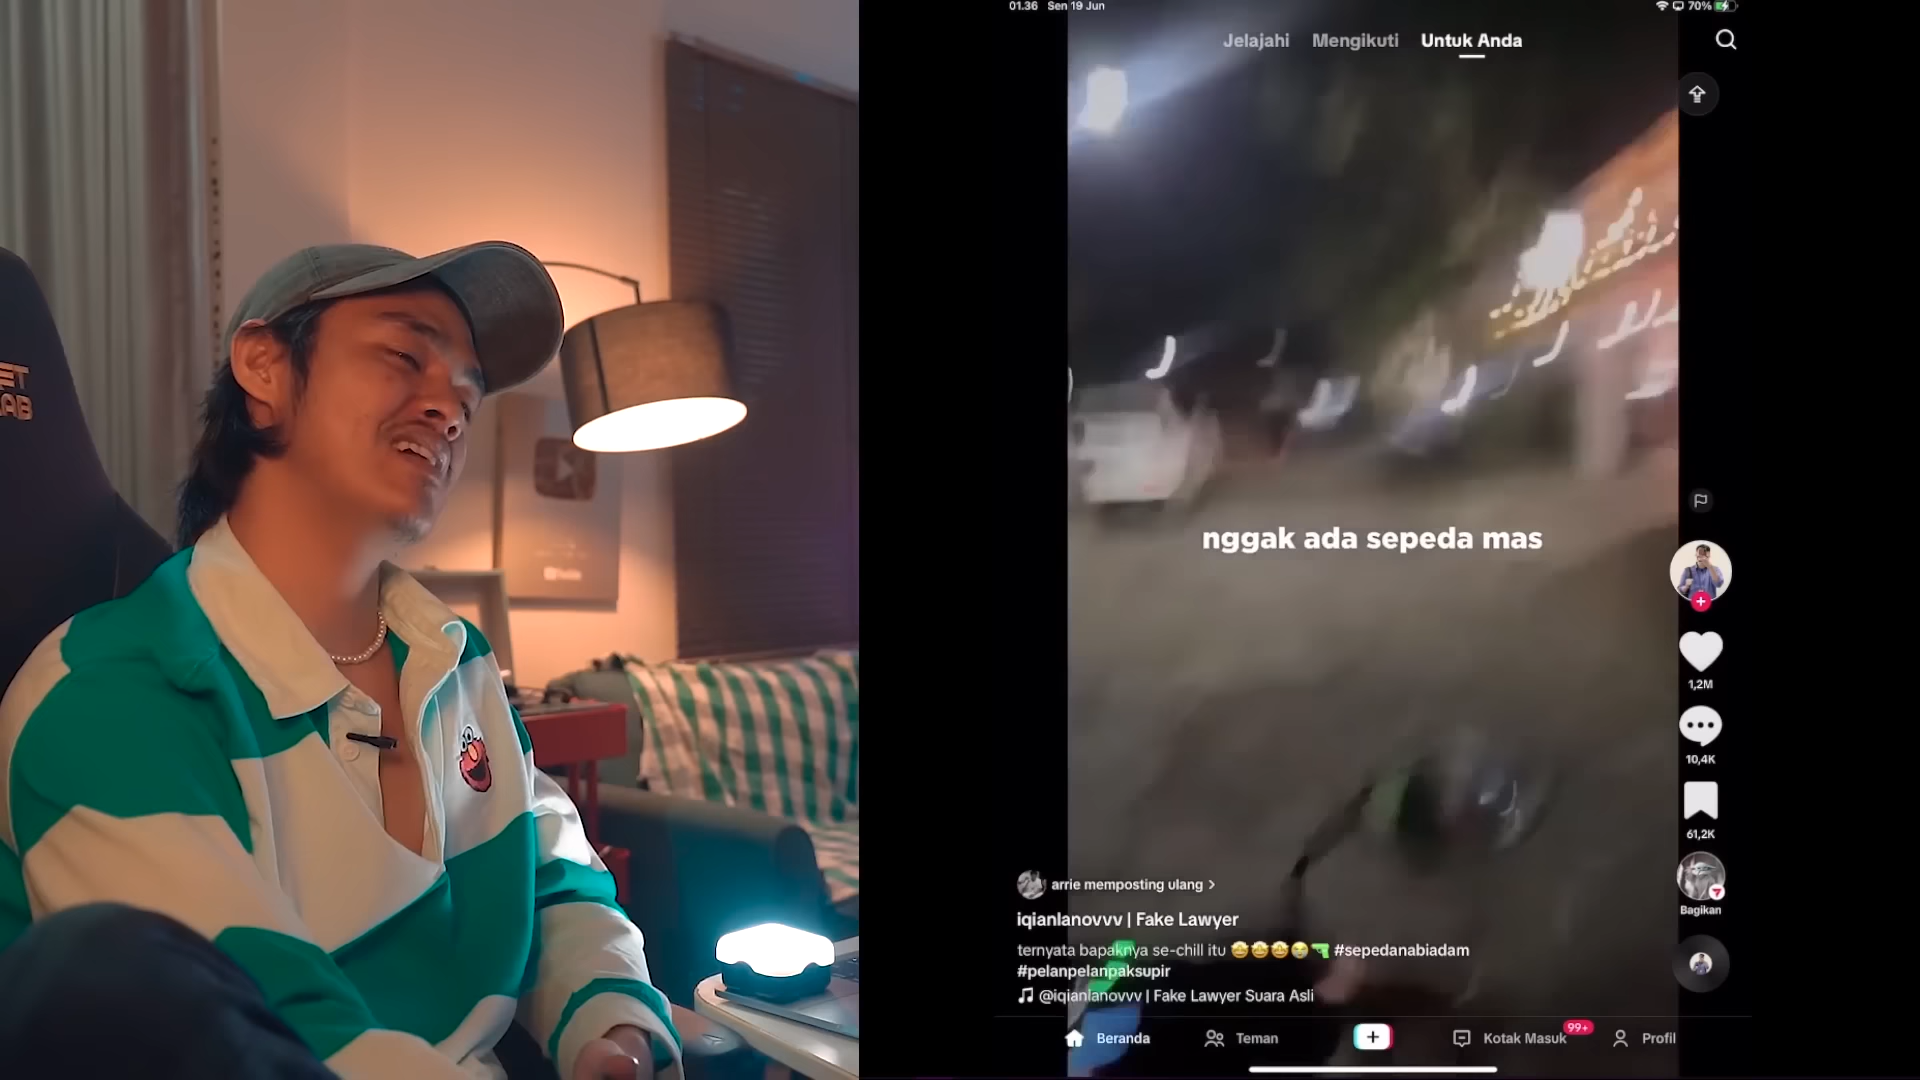 01.36 Sen 19 Jun
70%
Jelajahi Mengikuti Untuk Anda
nggak ada sepeda mas
1,2M
10,4K
61,2K
Bagikan
arrie memposting ulang >
iqianlanovvv | Fake Lawyer
ternyata bapaknya se-chill itu 🤩🤩🤩😭🔫 #sepedanabiadam
#pelanpelanpaksupir
@iqianlanovvv | Fake Lawyer Suara Asli
Beranda Teman Kotak Masuk 99+ Profil